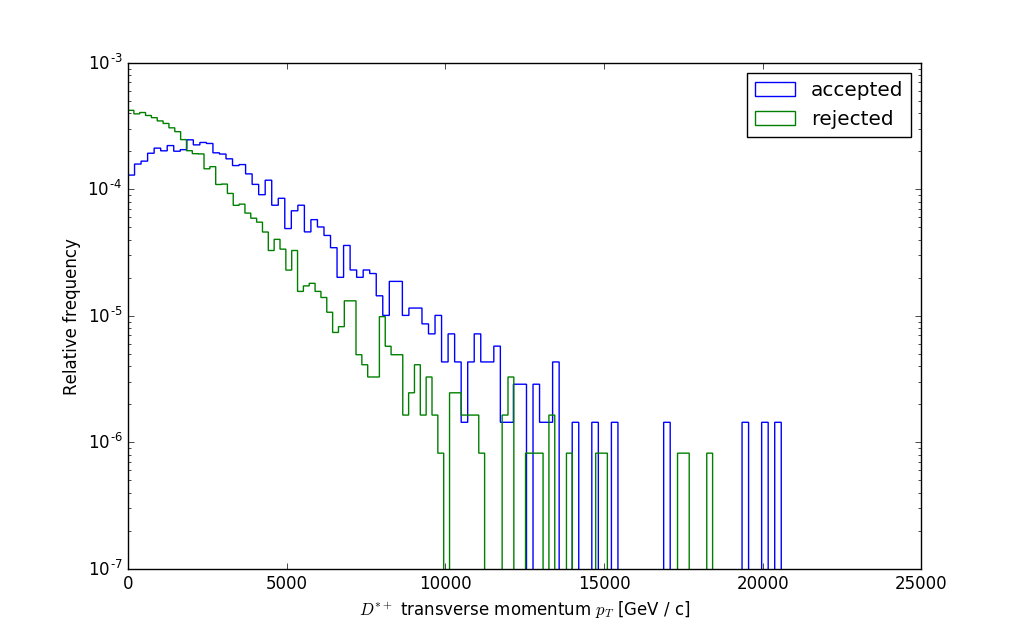 10^-3
10^-4
10^-5
10^-6
10^-7
Relative frequency
accepted
rejected
0 5000 10000 15000 20000 25000
D*+ transverse momentum p_T [GeV / c]